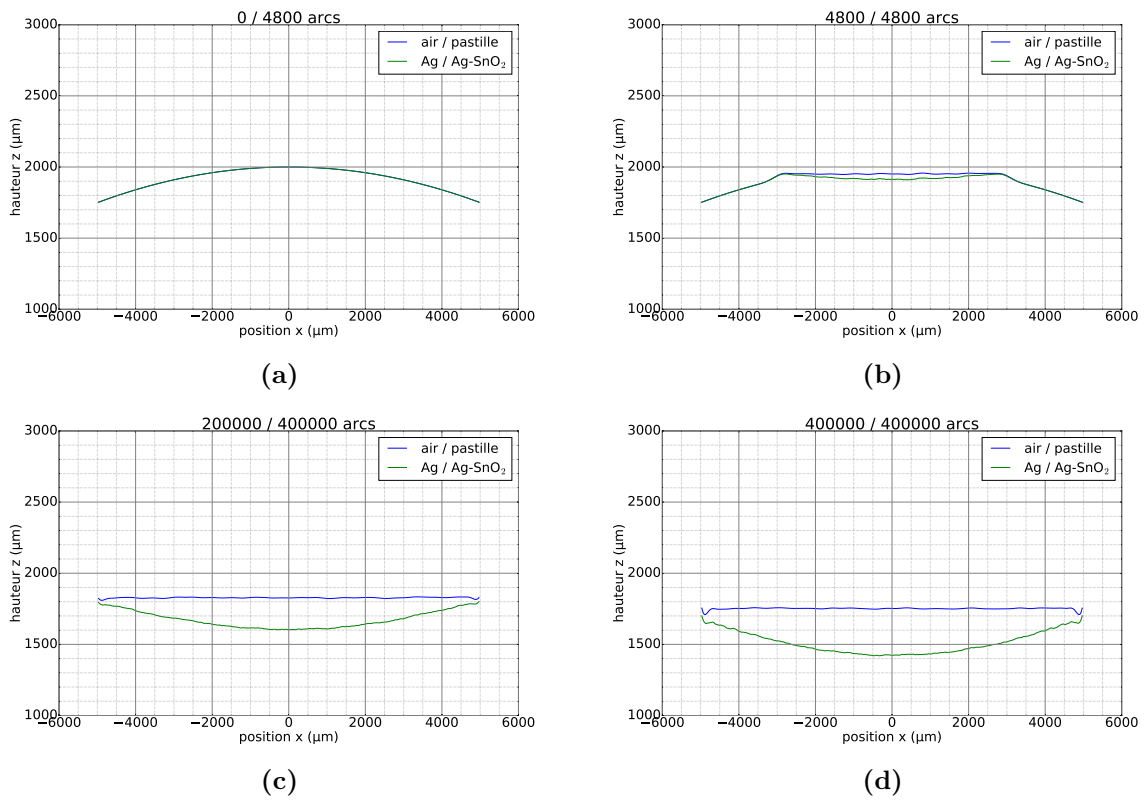 0 / 4800 arcs
3000
2500
2000
1500
1000
−6000 −4000 −2000 0 2000 4000 6000
hauteur z (µm)
position x (µm)
air / pastille
Ag / Ag-SnO₂
(a)
4800 / 4800 arcs
3000
2500
2000
1500
1000
−6000 −4000 −2000 0 2000 4000 6000
hauteur z (µm)
position x (µm)
air / pastille
Ag / Ag-SnO₂
(b)
200000 / 400000 arcs
3000
2500
2000
1500
1000
−6000 −4000 −2000 0 2000 4000 6000
hauteur z (µm)
position x (µm)
air / pastille
Ag / Ag-SnO₂
(c)
400000 / 400000 arcs
3000
2500
2000
1500
1000
−6000 −4000 −2000 0 2000 4000 6000
hauteur z (µm)
position x (µm)
air / pastille
Ag / Ag-SnO₂
(d)